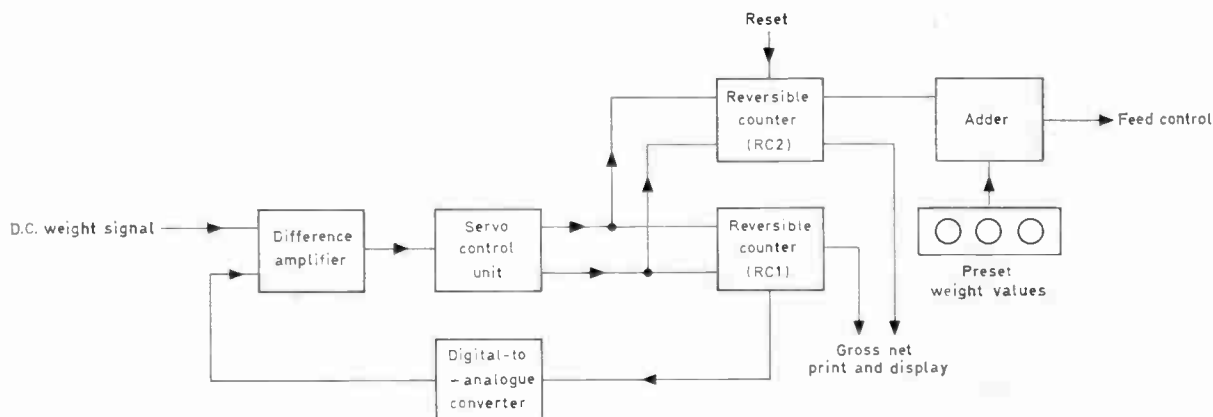 Reset
Reversible
counter
(RC2)
Adder
Feed control
D.C. weight signal
Difference
amplifier
Servo
control
unit
Reversible
counter
(RC1)
Preset
weight values
Digital-to
-analogue
converter
Gross net
print and display